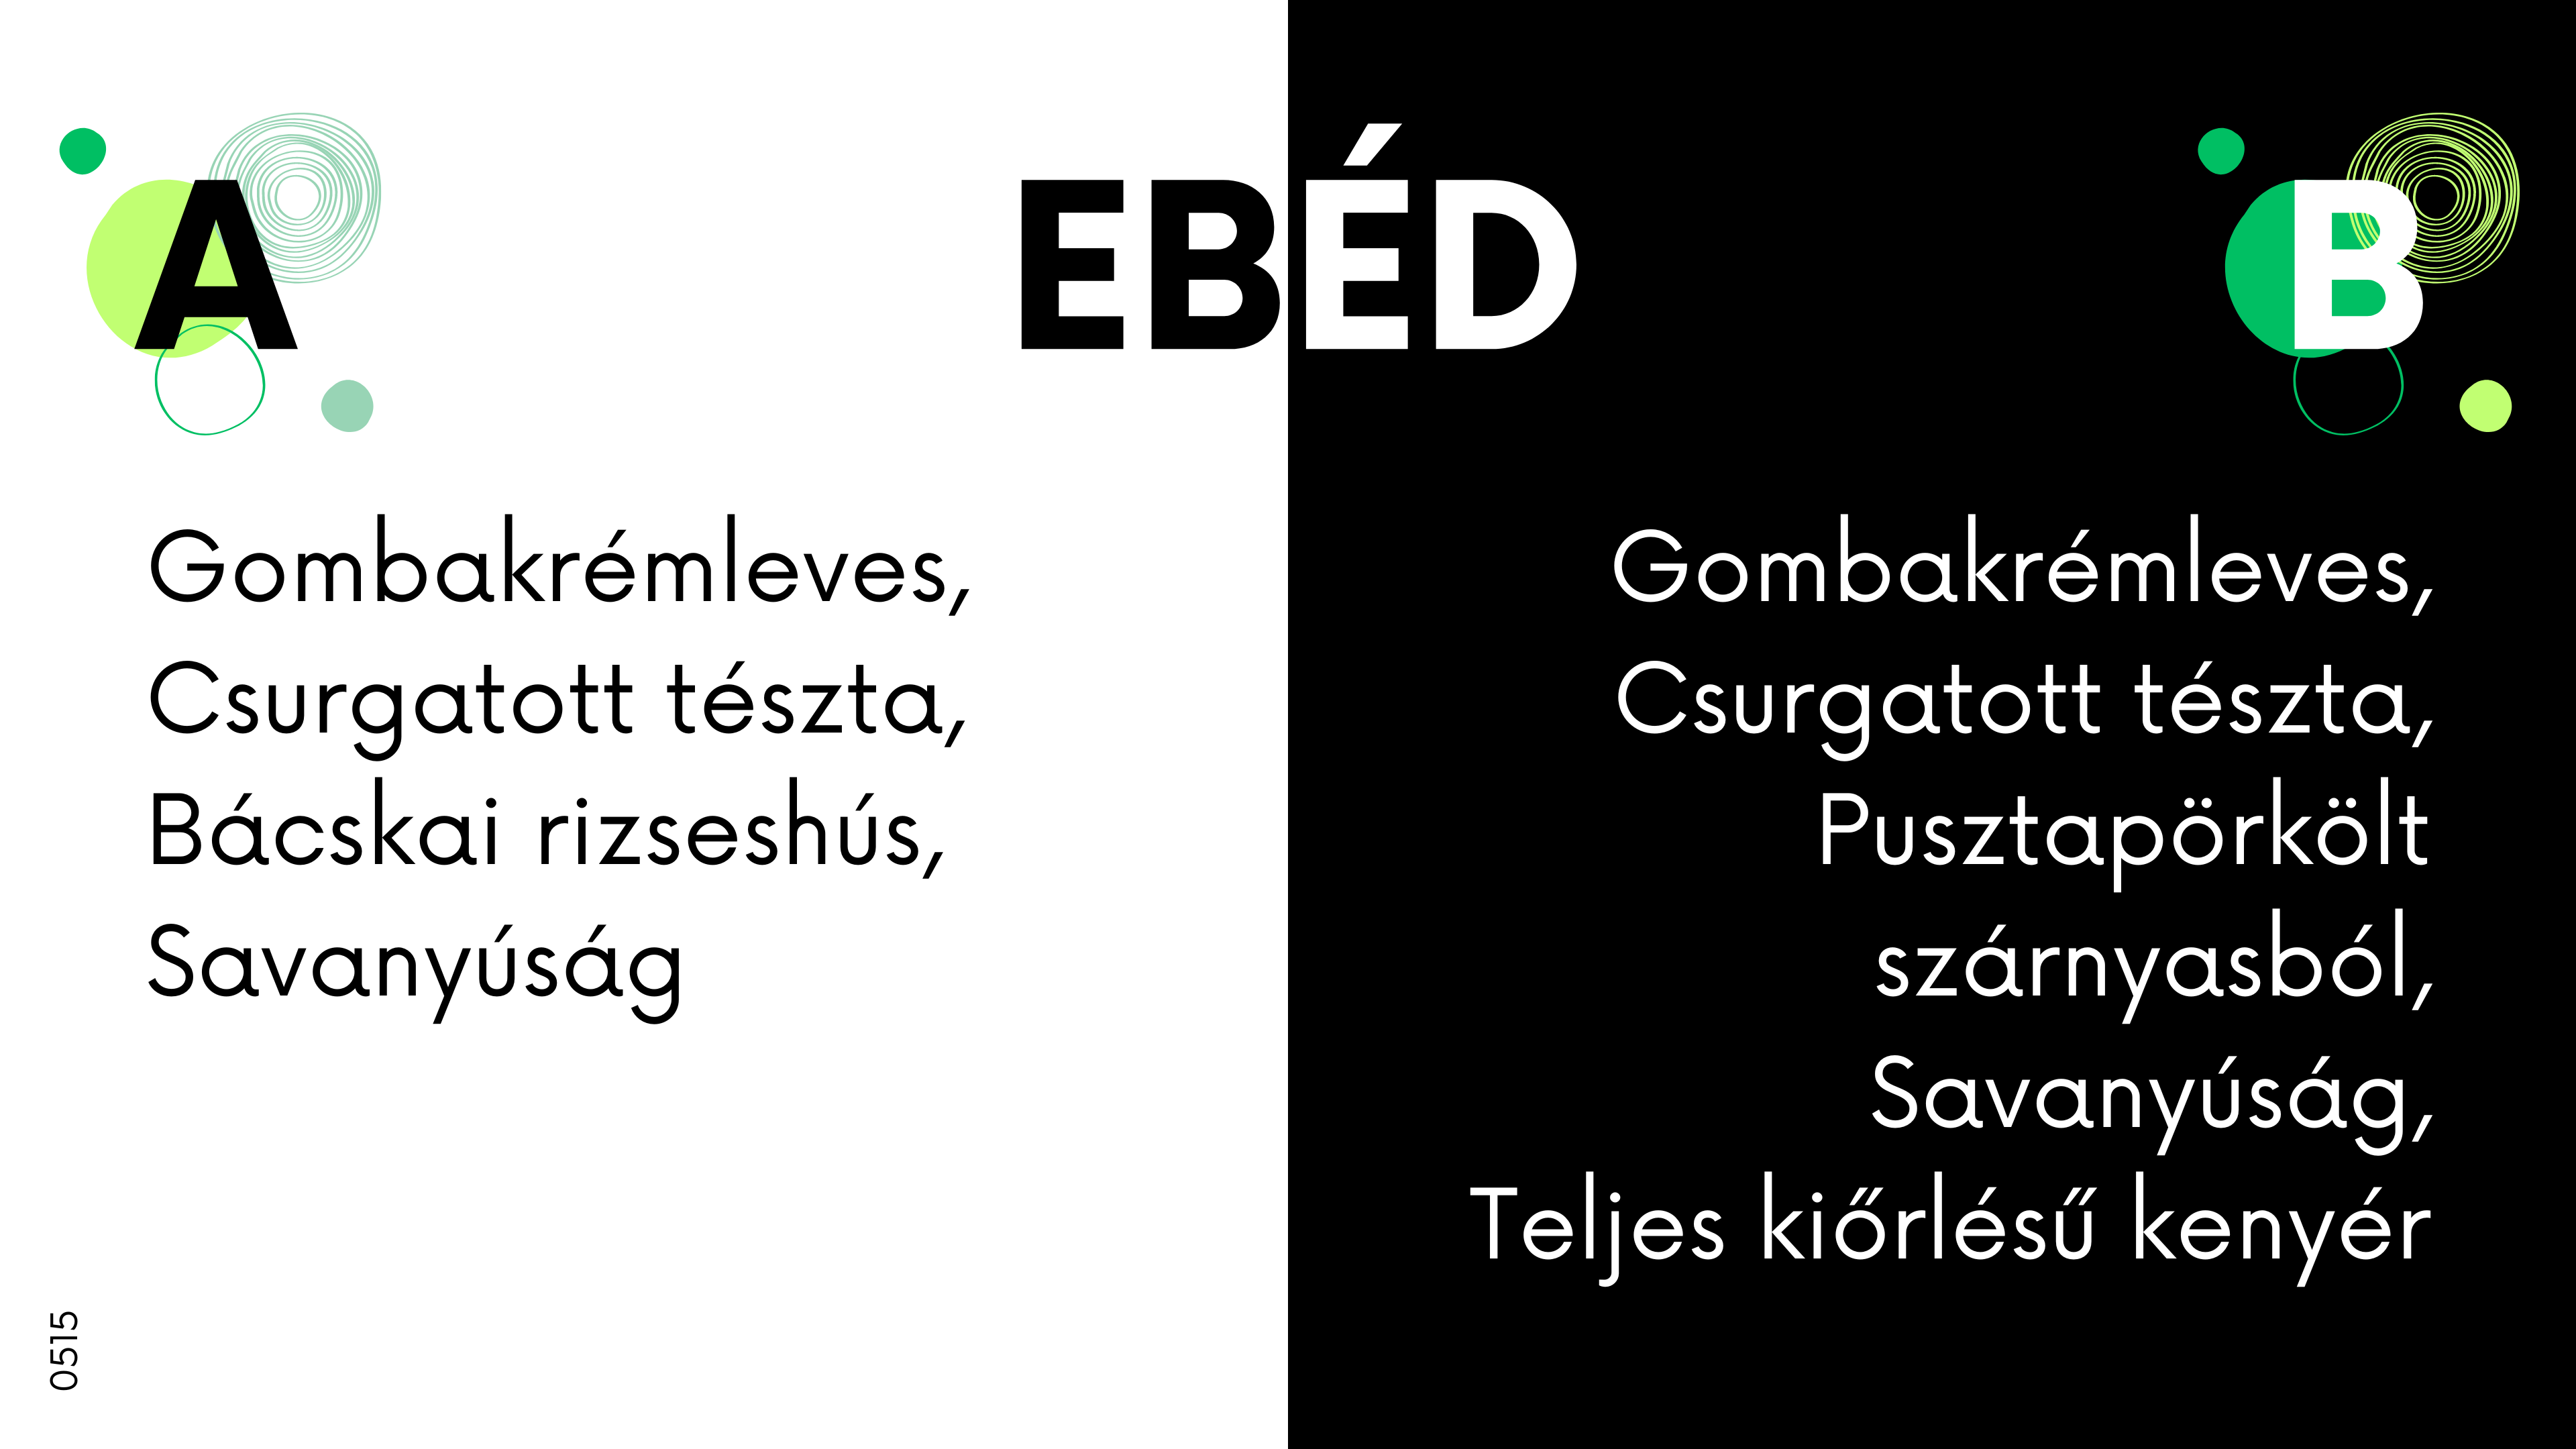 EBÉD
A
Gombakrémleves,
Csurgatott tészta,
Bácskai rizseshús,
Savanyúság
B
Gombakrémleves,
Csurgatott tészta,
Pusztapörkölt
szárnyasból,
Savanyúság,
Teljes kiőrlésű kenyér
0515